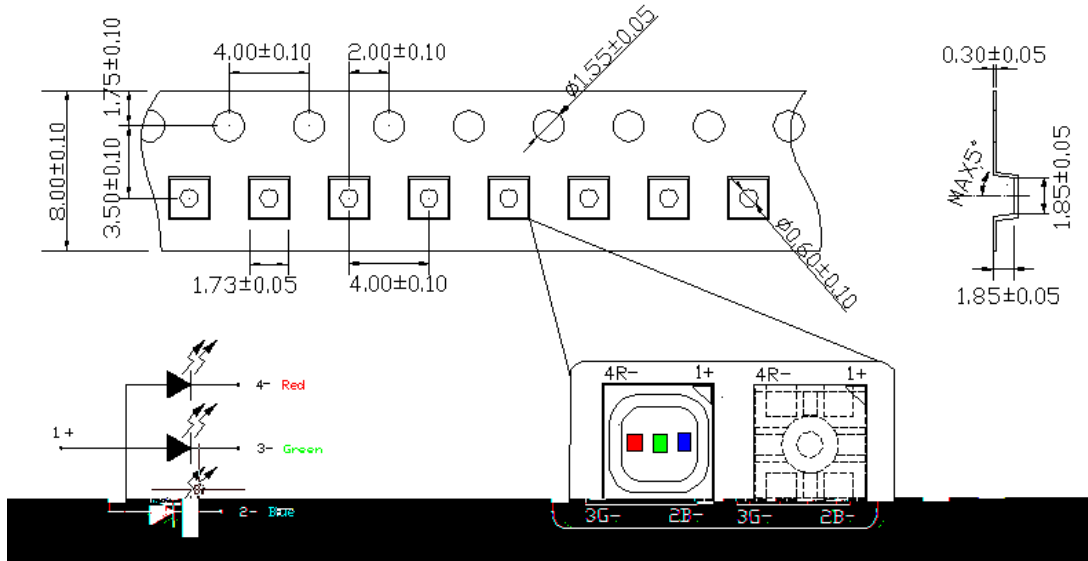 4.00±0.10
2.00±0.10
1.75±0.10
Ø1.55±0.05
0.30±0.05
8.00±0.10
3.50±0.10
MAX5°
1.85±0.05
1.73±0.05
4.00±0.10
Ø0.60±0.10
1.85±0.05
4R- 1+
4R- 1+
4- Red
1+
3- Green
2- Blue
3G- 2B-
3G- 2B-